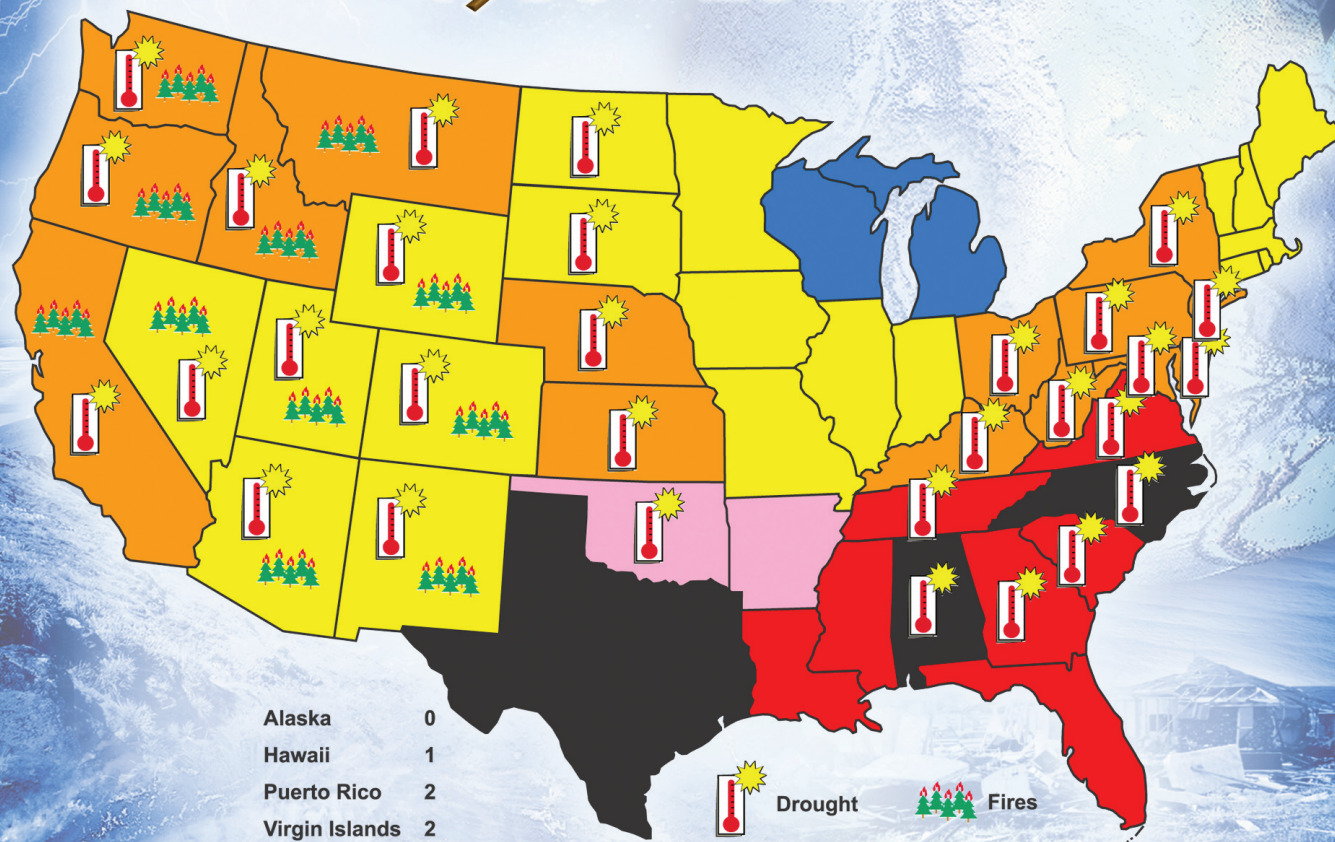 Alaska 0
Hawaii 1
Puerto Rico 2
Virgin Islands 2
Drought
Fires